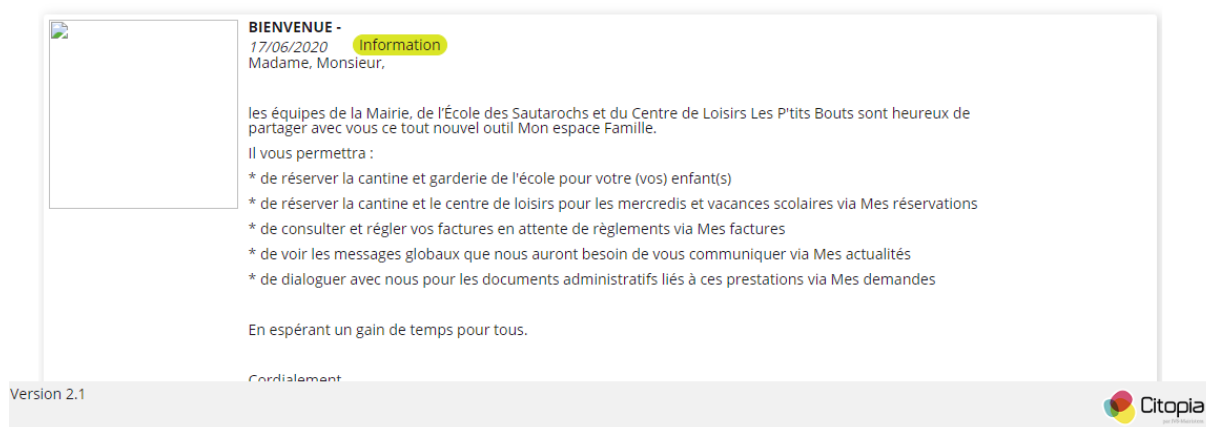 BIENVENUE -
17/06/2020 Information
Madame, Monsieur,
les équipes de la Mairie, de l'École des Sautarochs et du Centre de Loisirs Les P'tits Bouts sont heureux de
partager avec vous ce tout nouvel outil Mon espace Famille.
Il vous permettra :
* de réserver la cantine et garderie de l'école pour votre (vos) enfant(s)
* de réserver la cantine et le centre de loisirs pour les mercredis et vacances scolaires via Mes réservations
* de consulter et régler vos factures en attente de règlements via Mes factures
* de voir les messages globaux que nous auront besoin de vous communiquer via Mes actualités
* de dialoguer avec nous pour les documents administratifs liés à ces prestations via Mes demandes
En espérant un gain de temps pour tous.
Cordialement
Version 2.1
Citopia